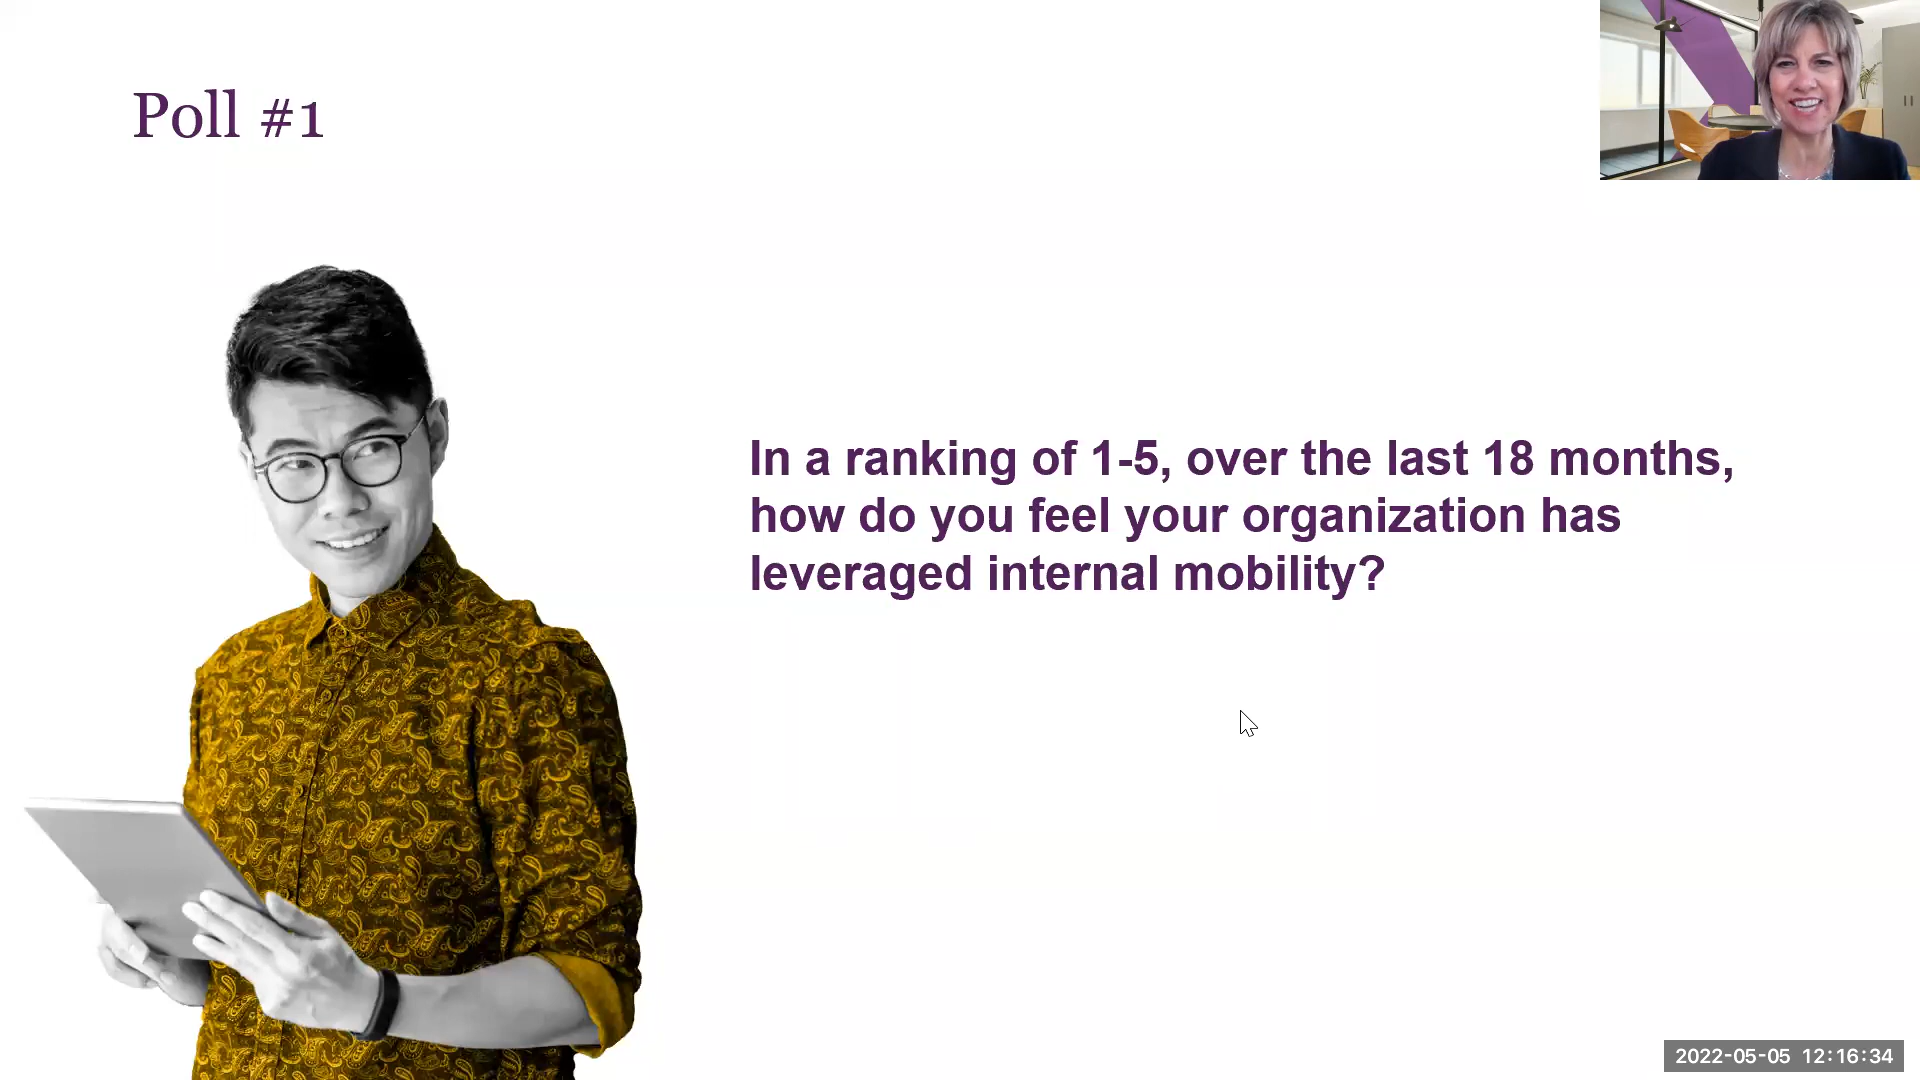 Poll #1
In a ranking of 1-5, over the last 18 months,
how do you feel your organization has
leveraged internal mobility?
2022-05-05 12:16:34